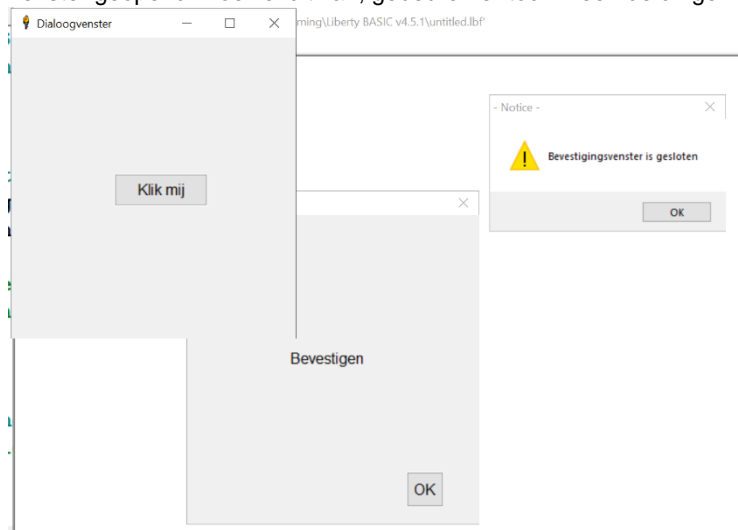 Dialoogvenster
ming\Liberty BASIC v4.5.1\untitled.lbf'
- Notice -
Bevestigingsvenster is gesloten
OK
Klik mij
Bevestigen
OK